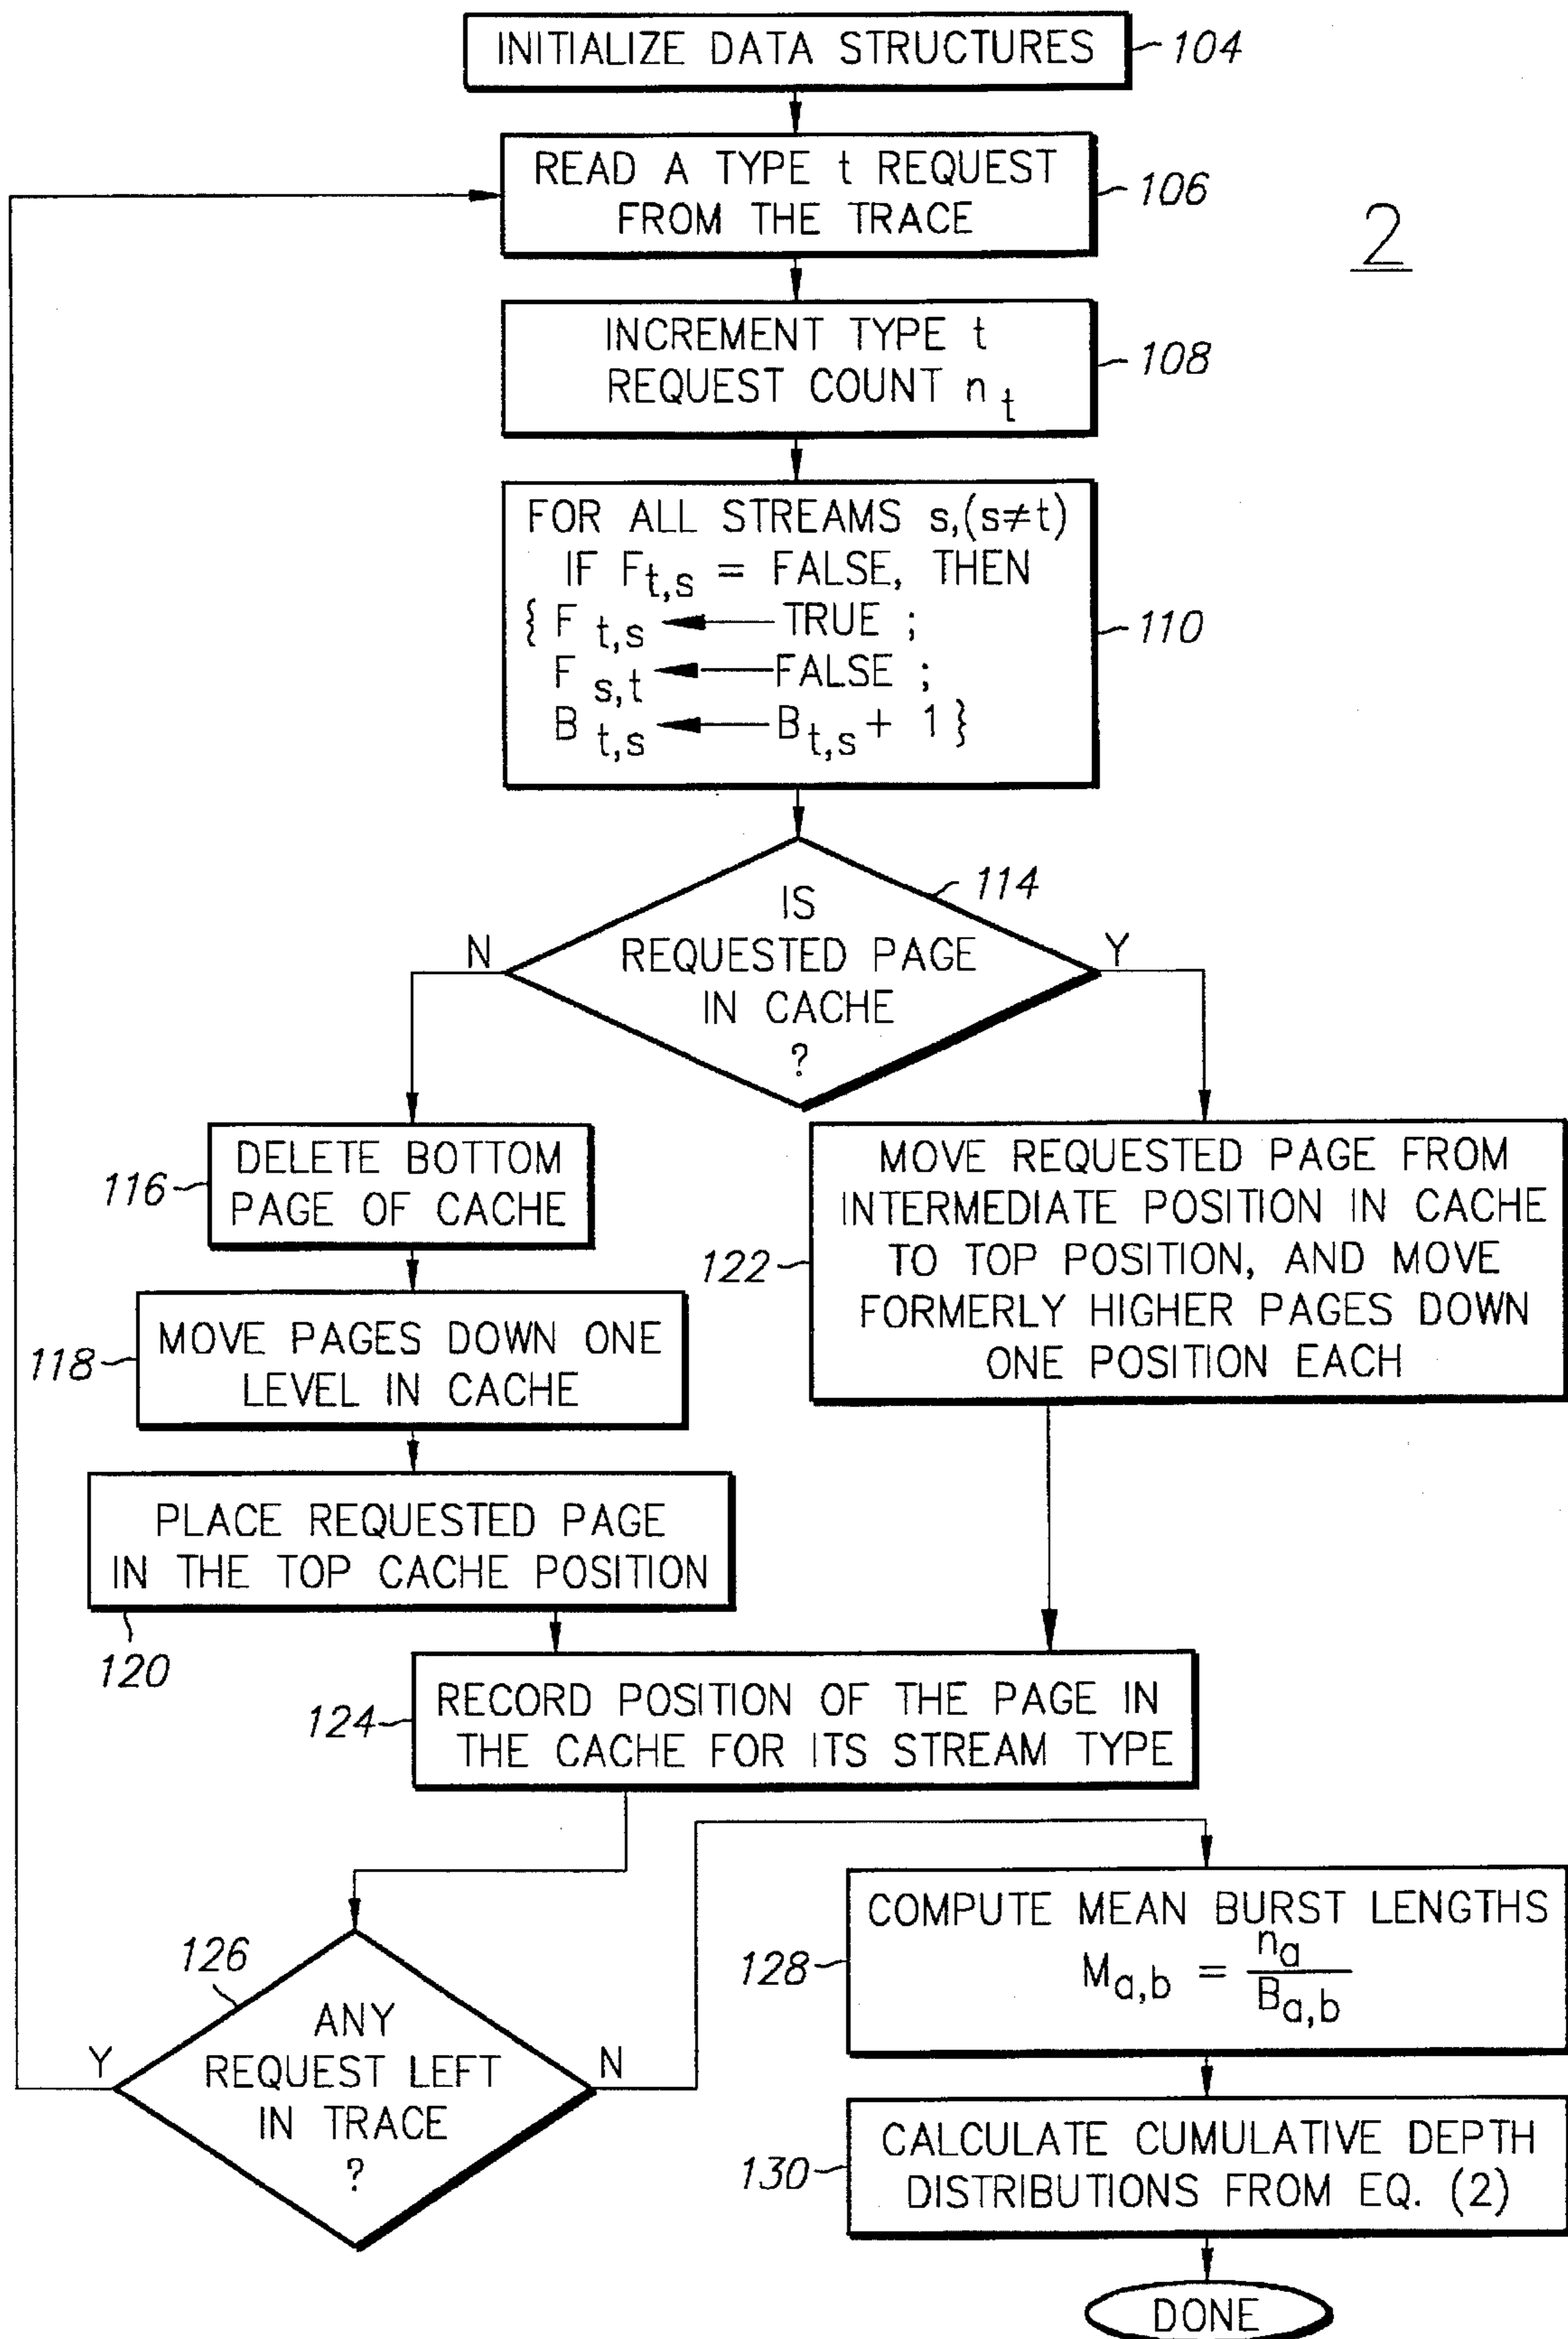 INITIALIZE DATA STRUCTURES
104
READ A TYPE t REQUEST
FROM THE TRACE
106
2
INCREMENT TYPE t
REQUEST COUNT n t
108
FOR ALL STREAMS s,(s≠t)
IF F t,s = FALSE, THEN
{ F t,s ← TRUE ;
F s,t ← FALSE ;
B t,s ← B t,s + 1 }
110
114
IS
REQUESTED PAGE
IN CACHE
?
N
Y
DELETE BOTTOM
PAGE OF CACHE
116
MOVE PAGES DOWN ONE
LEVEL IN CACHE
118
PLACE REQUESTED PAGE
IN THE TOP CACHE POSITION
120
MOVE REQUESTED PAGE FROM
INTERMEDIATE POSITION IN CACHE
TO TOP POSITION, AND MOVE
FORMERLY HIGHER PAGES DOWN
ONE POSITION EACH
122
RECORD POSITION OF THE PAGE IN
THE CACHE FOR ITS STREAM TYPE
124
126
ANY
REQUEST LEFT
IN TRACE
?
Y
N
COMPUTE MEAN BURST LENGTHS
M a,b = n a / B a,b
128
CALCULATE CUMULATIVE DEPTH
DISTRIBUTIONS FROM EQ. (2)
130
DONE